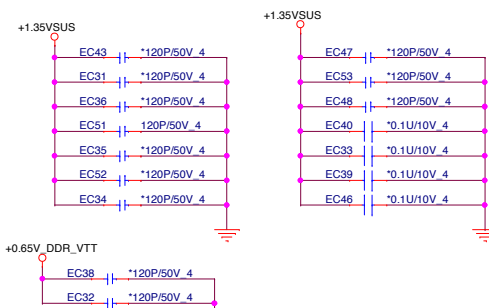 +1.35VSUS
EC43 *120P/50V_4
EC31 *120P/50V_4
EC36 *120P/50V_4
EC51 120P/50V_4
EC35 *120P/50V_4
EC52 *120P/50V_4
EC34 *120P/50V_4
+1.35VSUS
EC47 *120P/50V_4
EC53 *120P/50V_4
EC48 *120P/50V_4
EC40 *0.1U/10V_4
EC33 *0.1U/10V_4
EC39 *0.1U/10V_4
EC46 *0.1U/10V_4
+0.65V_DDR_VTT
EC38 *120P/50V_4
EC32 *120P/50V_4